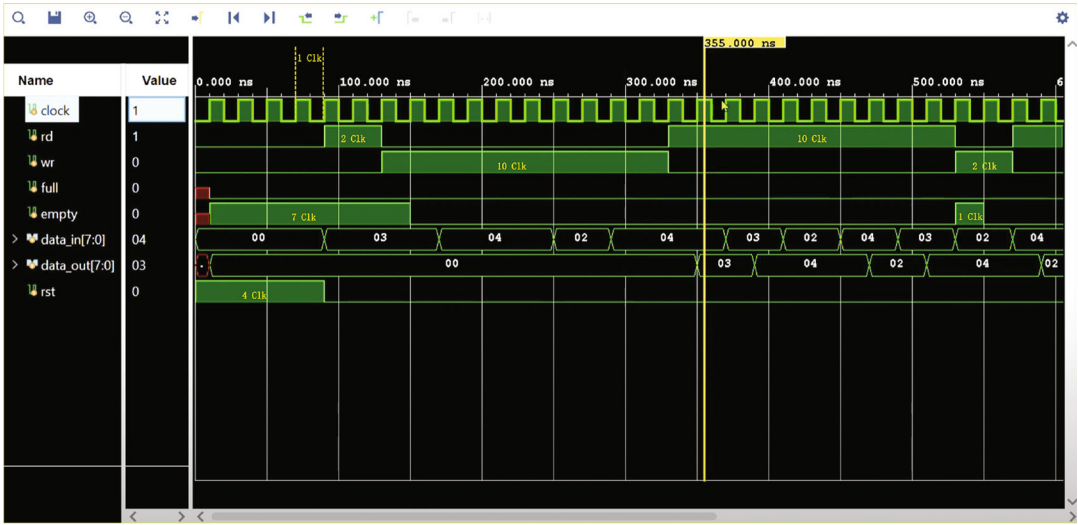 355.000 ns
1 Clk
Name Value 0.000 ns 100.000 ns 200.000 ns 300.000 ns 400.000 ns 500.000 ns 6
clock 1
rd 1 2 Clk 10 Clk
wr 0 10 Clk 2 Clk
full 0
empty 0 7 Clk 1 Clk
data_in[7:0] 04 00 03 04 02 04 03 02 04 03 02 04
data_out[7:0] 03 00 03 04 02 04 02
rst 0 4 Clk